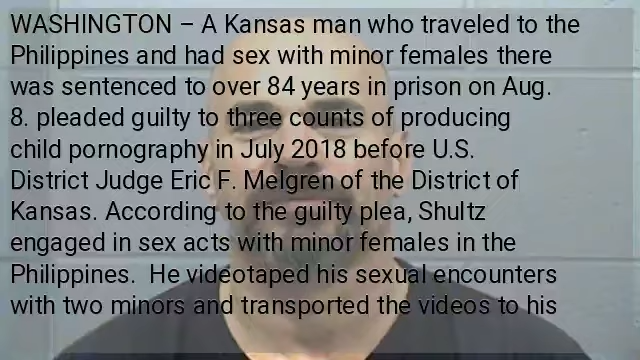 WASHINGTON – A Kansas man who traveled to the
Philippines and had sex with minor females there
was sentenced to over 84 years in prison on Aug.
8. pleaded guilty to three counts of producing
child pornography in July 2018 before U.S.
District Judge Eric F. Melgren of the District of
Kansas. According to the guilty plea, Shultz
engaged in sex acts with minor females in the
Philippines.  He videotaped his sexual encounters
with two minors and transported the videos to his